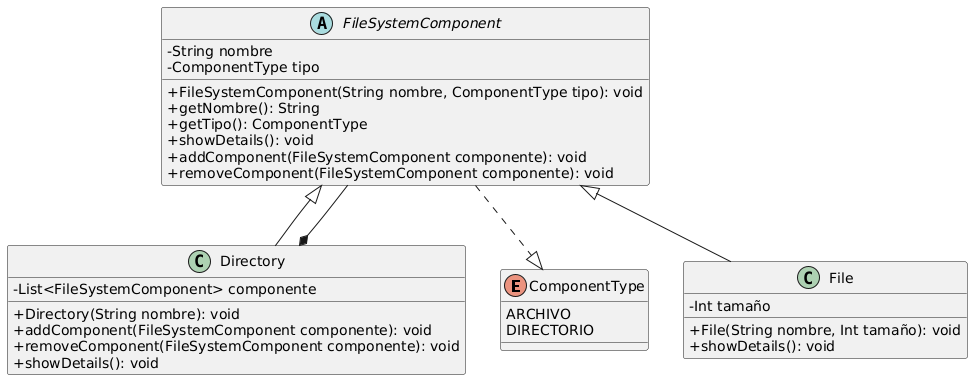 A FileSystemComponent
-String nombre
-ComponentType tipo
+FileSystemComponent(String nombre, ComponentType tipo): void
+getNombre(): String
+getTipo(): ComponentType
+showDetails(): void
+addComponent(FileSystemComponent componente): void
+removeComponent(FileSystemComponent componente): void
C Directory
-List<FileSystemComponent> componente
+Directory(String nombre): void
+addComponent(FileSystemComponent componente): void
+removeComponent(FileSystemComponent componente): void
+showDetails(): void
E ComponentType
ARCHIVO
DIRECTORIO
C File
-Int tamaño
+File(String nombre, Int tamaño): void
+showDetails(): void